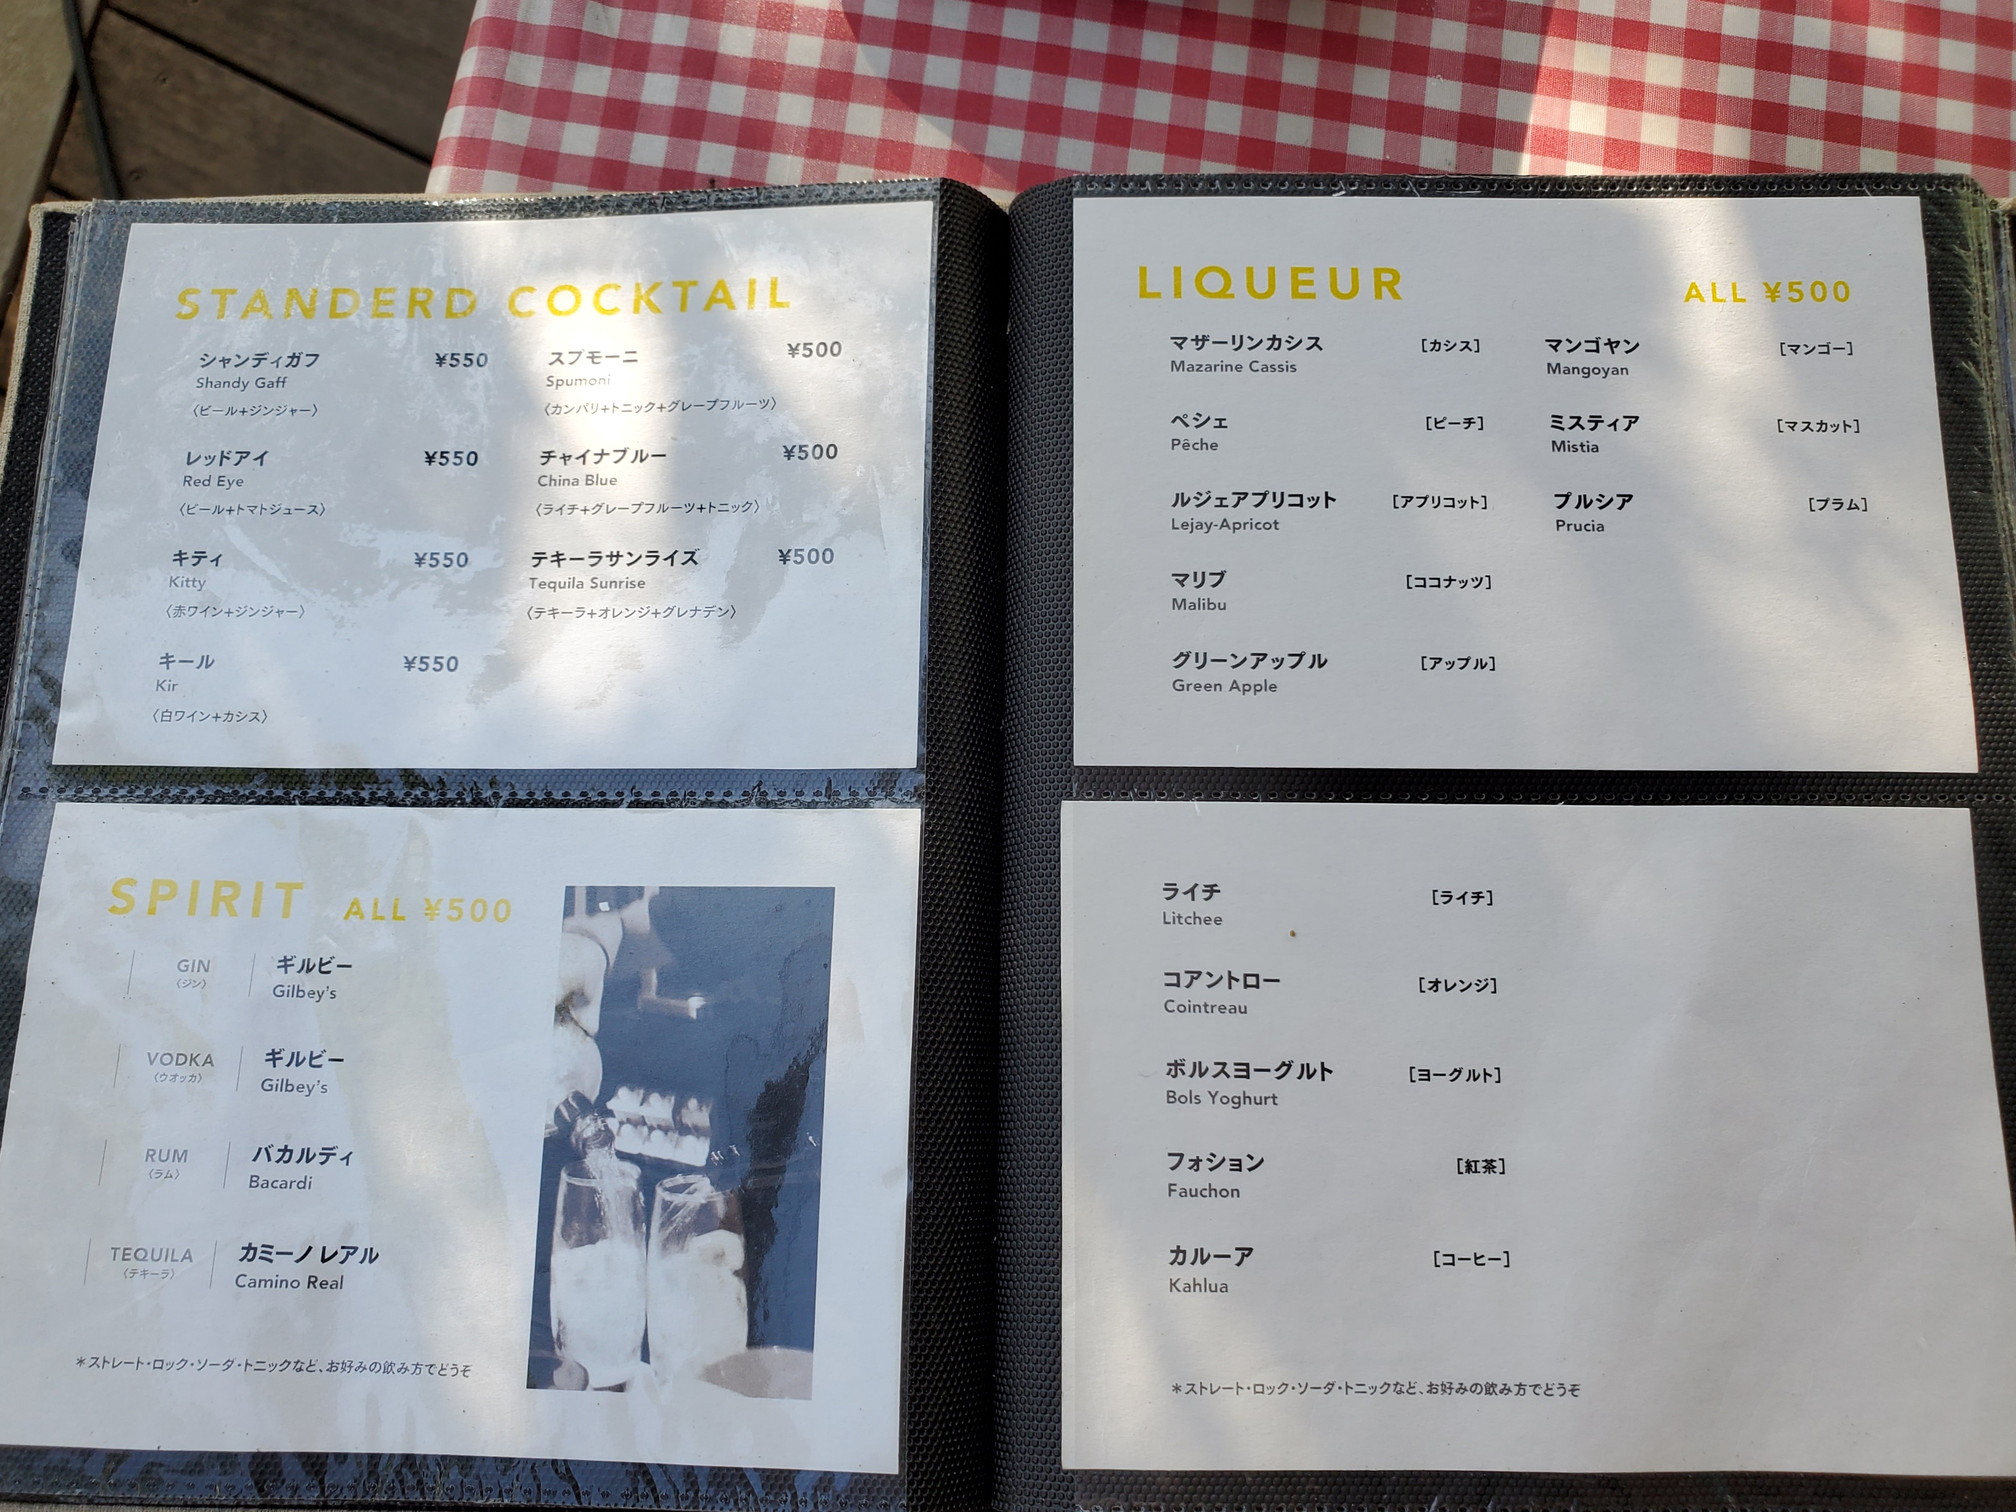 STANDERD COCKTAIL
シャンディガフ ¥550
Shandy Gaff
〈ビール+ジンジャー〉
レッドアイ ¥550
Red Eye
〈ビール+トマトジュース〉
キティ ¥550
Kitty
〈赤ワイン+ジンジャー〉
キール ¥550
Kir
〈白ワイン+カシス〉
スプモーニ ¥500
Spumoni
〈カンパリ+トニック+グレープフルーツ〉
チャイナブルー ¥500
China Blue
〈ライチ+グレープフルーツ+トニック〉
テキーラサンライズ ¥500
Tequila Sunrise
〈テキーラ+オレンジ+グレナデン〉
SPIRIT ALL ¥500
GIN ギルビー
〈ジン〉 Gilbey's
VODKA ギルビー
〈ウオッカ〉 Gilbey's
RUM バカルディ
〈ラム〉 Bacardi
TEQUILA カミーノ レアル
〈テキーラ〉 Camino Real
＊ストレート・ロック・ソーダ・トニックなど、お好みの飲み方でどうぞ
LIQUEUR ALL ¥500
マザーリンカシス [カシス]
Mazarine Cassis
ペシェ [ピーチ]
Pêche
ルジェアプリコット [アプリコット]
Lejay-Apricot
マリブ [ココナッツ]
Malibu
グリーンアップル [アップル]
Green Apple
マンゴヤン [マンゴー]
Mangoyan
ミスティア [マスカット]
Mistia
プルシア [プラム]
Prucia
ライチ [ライチ]
Litchee
コアントロー [オレンジ]
Cointreau
ボルスヨーグルト [ヨーグルト]
Bols Yoghurt
フォション [紅茶]
Fauchon
カルーア [コーヒー]
Kahlua
＊ストレート・ロック・ソーダ・トニックなど、お好みの飲み方でどうぞ